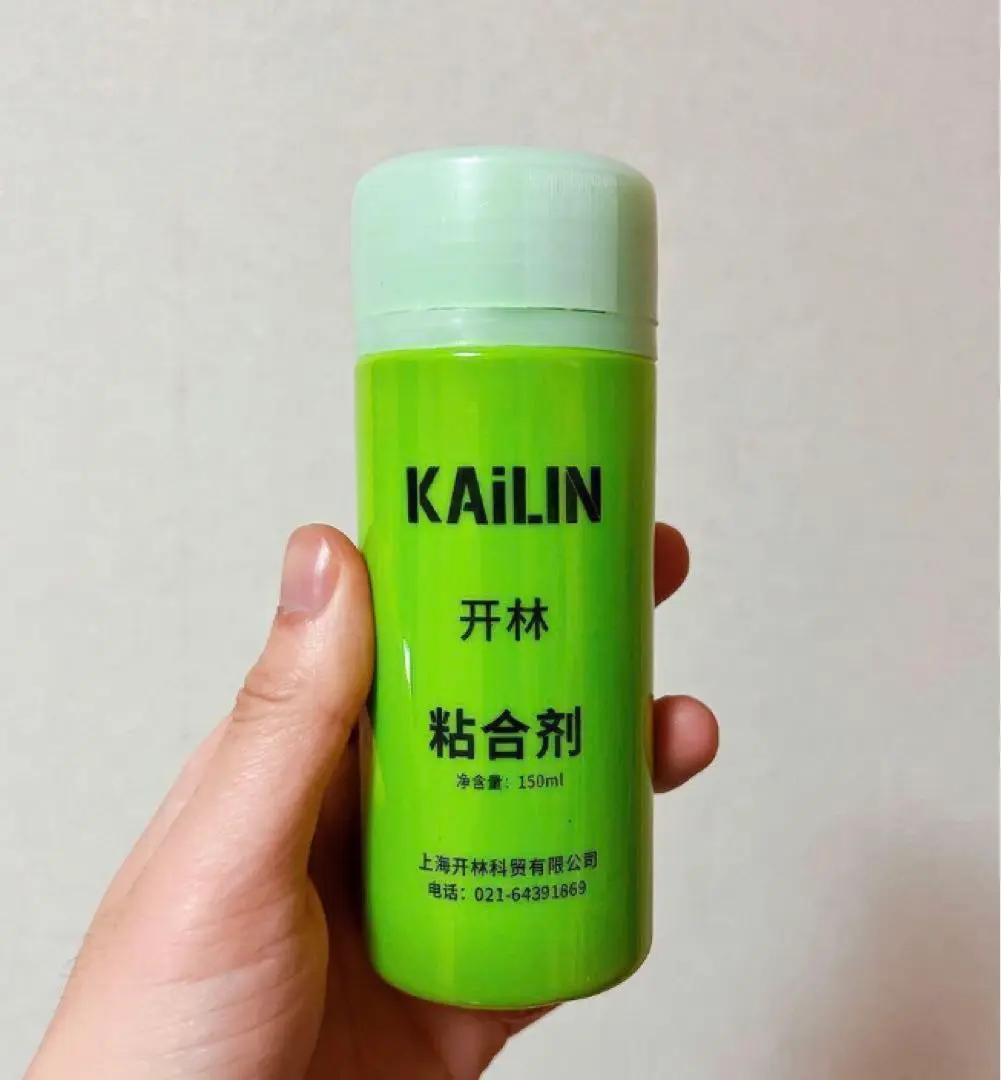 KAiLIN
开林
粘合剂
净含量：150ml
上海开林科贸有限公司
电话：021-64391869